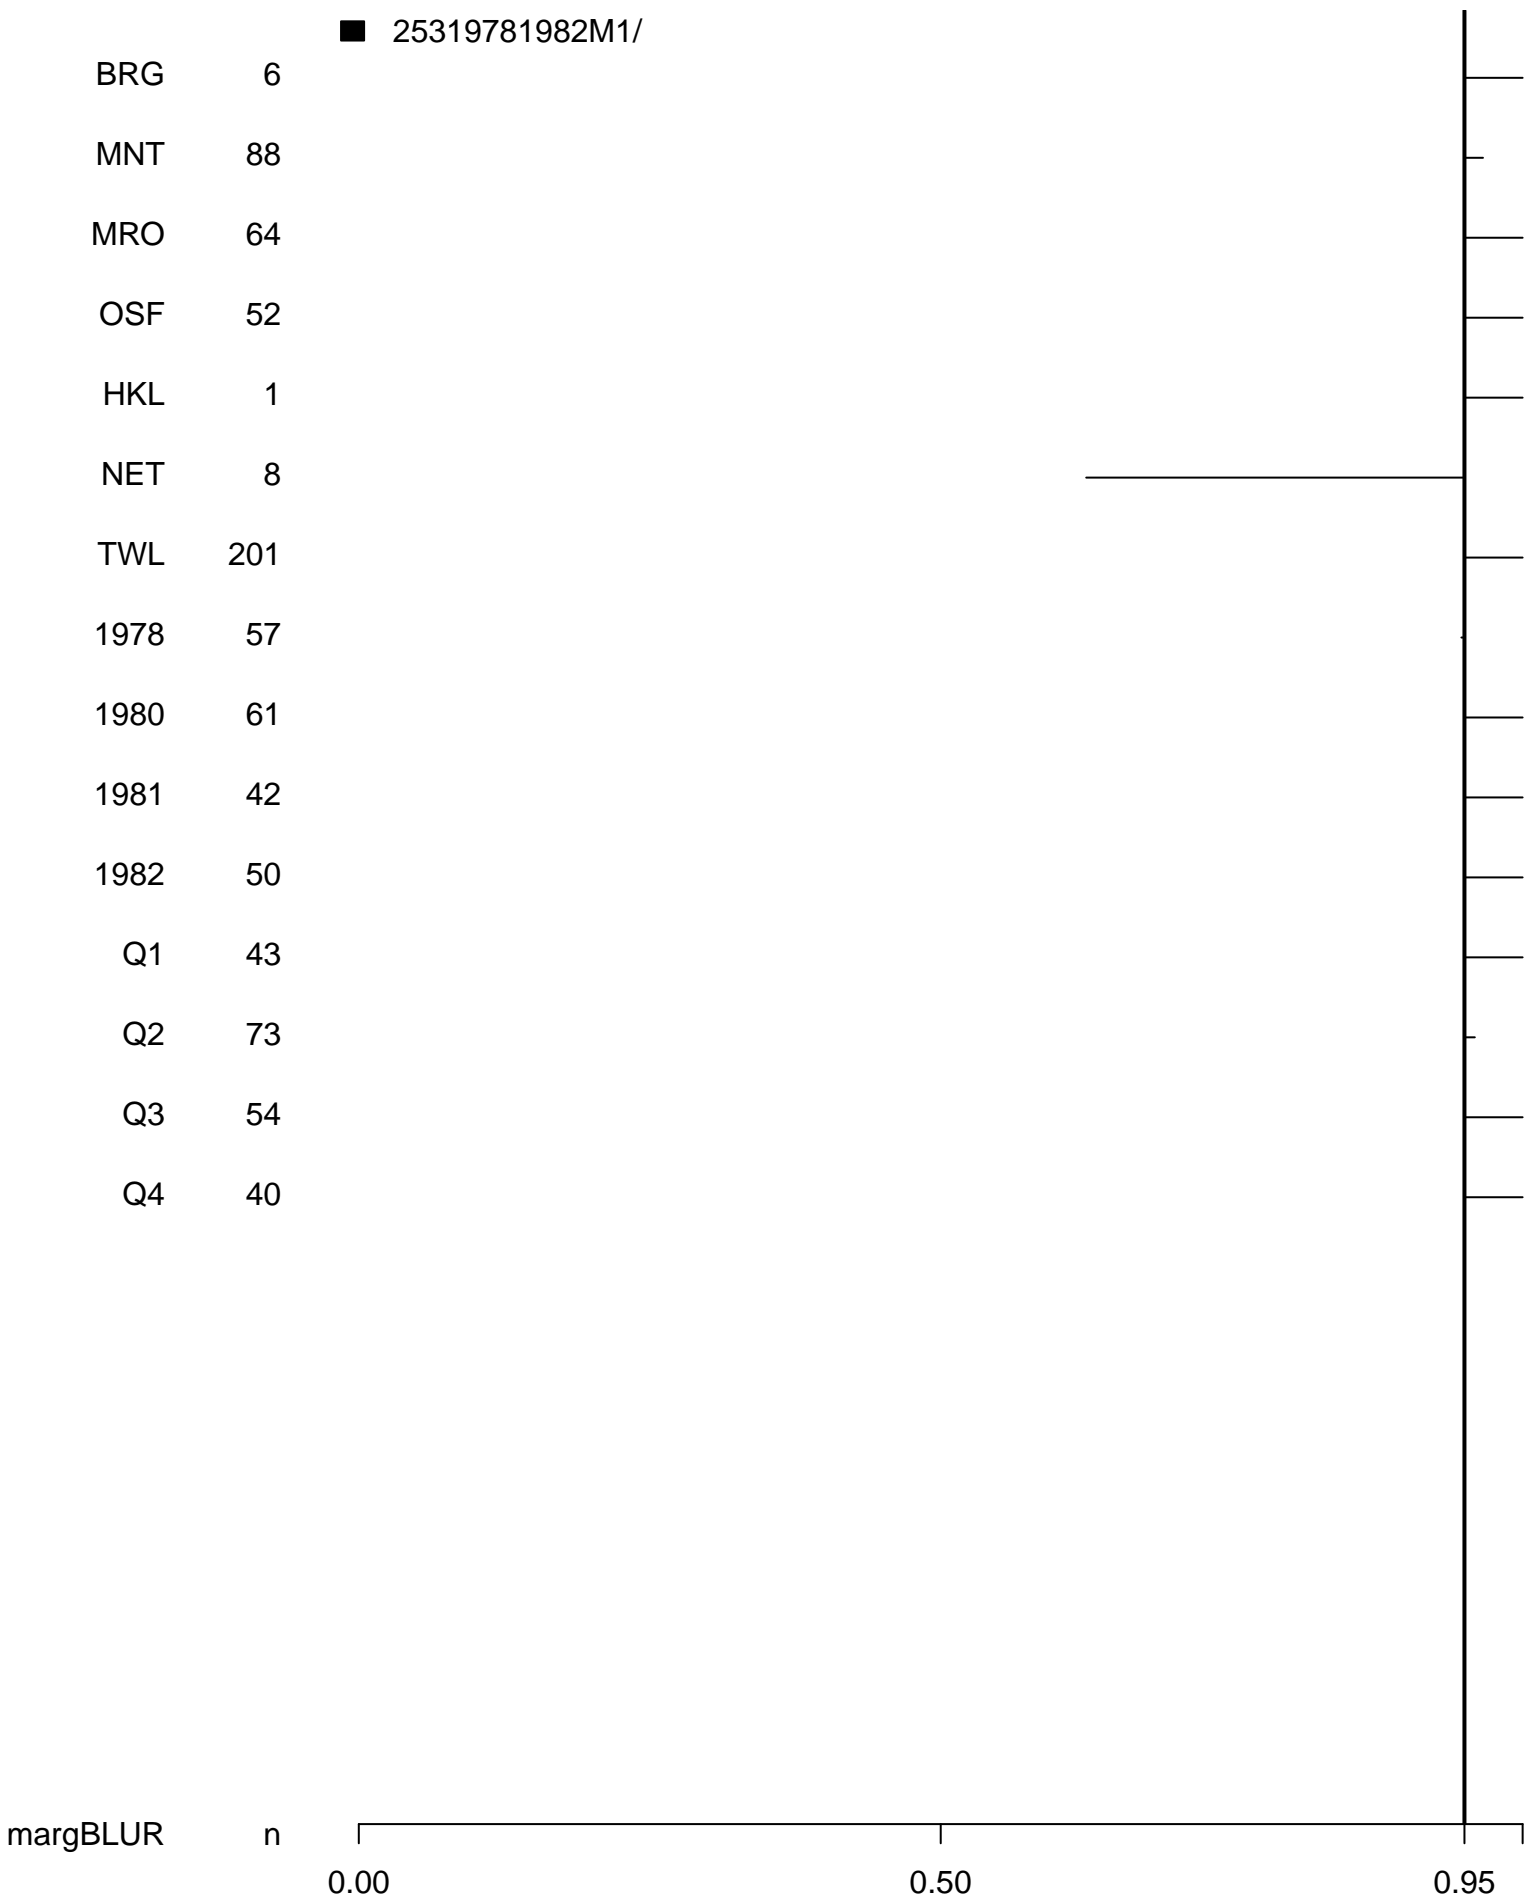 25319781982M1/
BRG 6
MNT 88
MRO 64
OSF 52
HKL 1
NET 8
TWL 201
1978 57
1980 61
1981 42
1982 50
Q1 43
Q2 73
Q3 54
Q4 40
margBLUR n
0.00 0.50 0.95